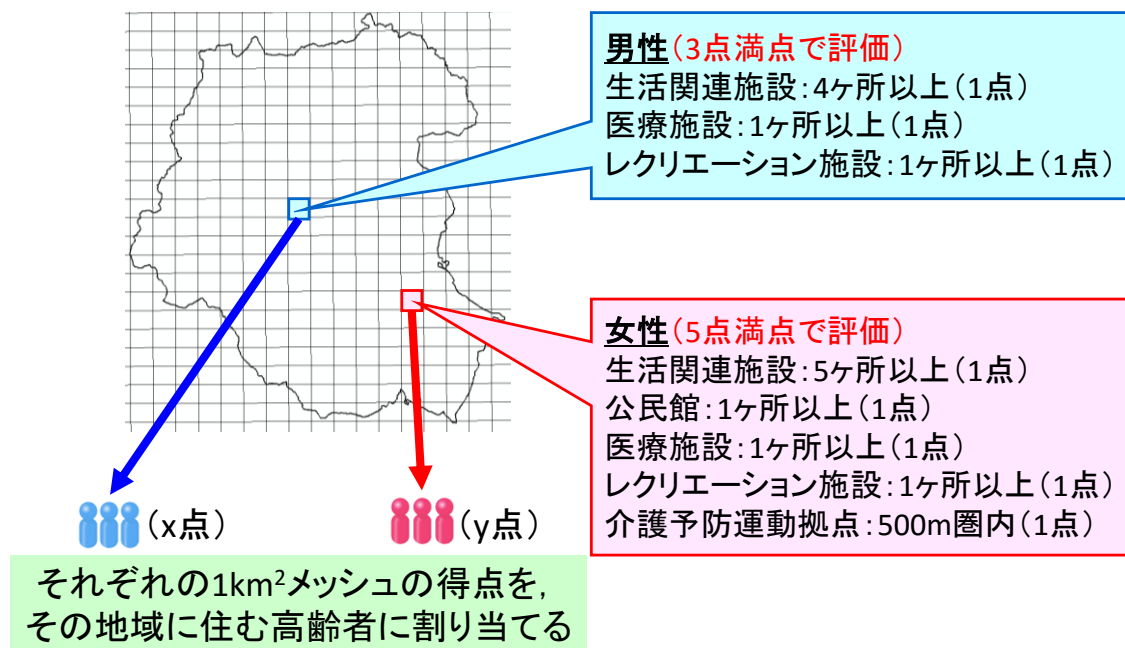 男性(3点満点で評価)
生活関連施設:4ヶ所以上(1点)
医療施設:1ヶ所以上(1点)
レクリエーション施設:1ヶ所以上(1点)
女性(5点満点で評価)
生活関連施設:5ヶ所以上(1点)
公民館:1ヶ所以上(1点)
医療施設:1ヶ所以上(1点)
レクリエーション施設:1ヶ所以上(1点)
介護予防運動拠点:500m圏内(1点)
(x点)
(y点)
それぞれの1km²メッシュの得点を,
その地域に住む高齢者に割り当てる